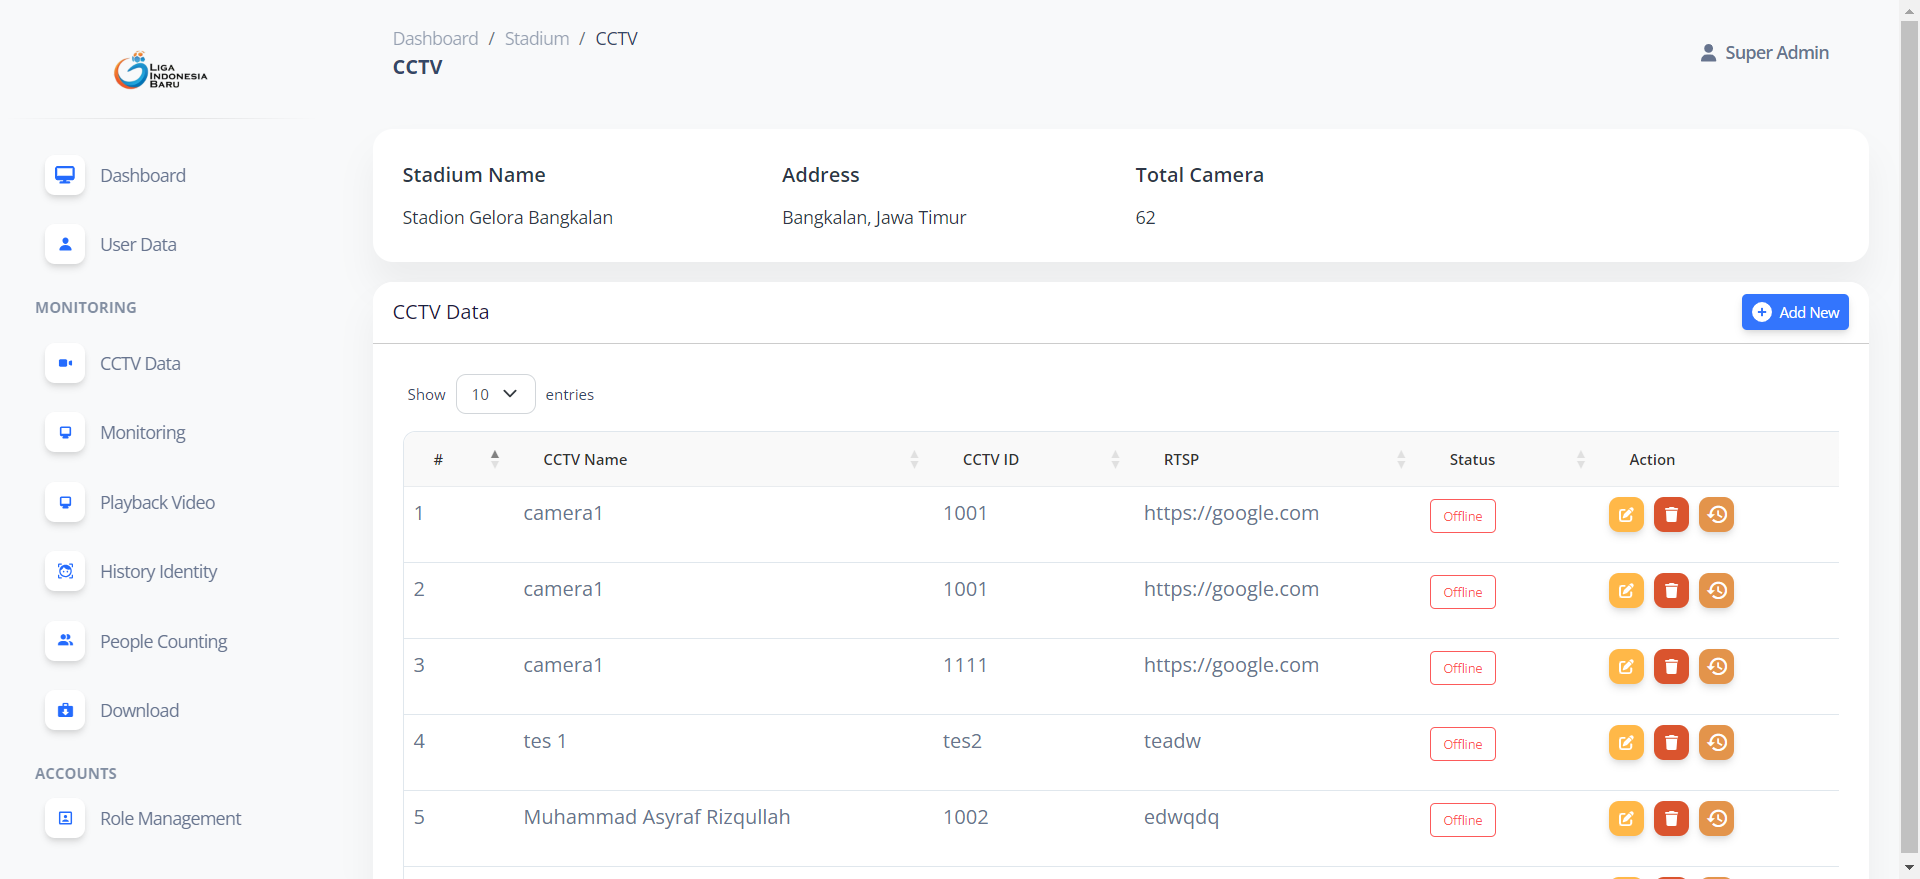 LIGA
INDONESIA
BARU
Dashboard
User Data
MONITORING
CCTV Data
Monitoring
Playback Video
History Identity
People Counting
Download
ACCOUNTS
Role Management
Dashboard / Stadium / CCTV
CCTV
Super Admin
Stadium Name Address Total Camera
Stadion Gelora Bangkalan Bangkalan, Jawa Timur 62
CCTV Data Add New
Show 10 entries
# CCTV Name CCTV ID RTSP Status Action
1 camera1 1001 https://google.com Offline
2 camera1 1001 https://google.com Offline
3 camera1 1111 https://google.com Offline
4 tes 1 tes2 teadw Offline
5 Muhammad Asyraf Rizqullah 1002 edwqdq Offline